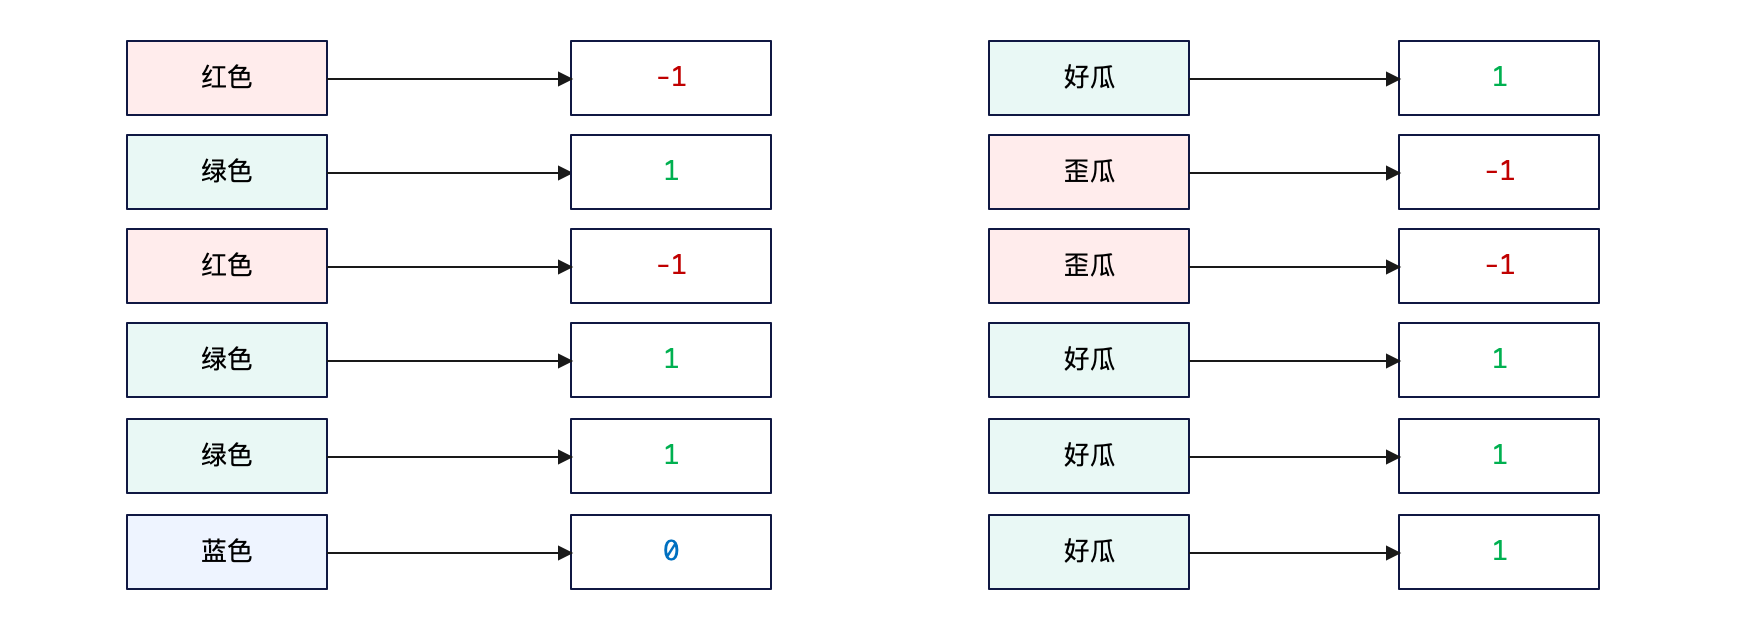 红色 -1 好瓜 1
绿色 1 歪瓜 -1
红色 -1 歪瓜 -1
绿色 1 好瓜 1
绿色 1 好瓜 1
蓝色 0 好瓜 1